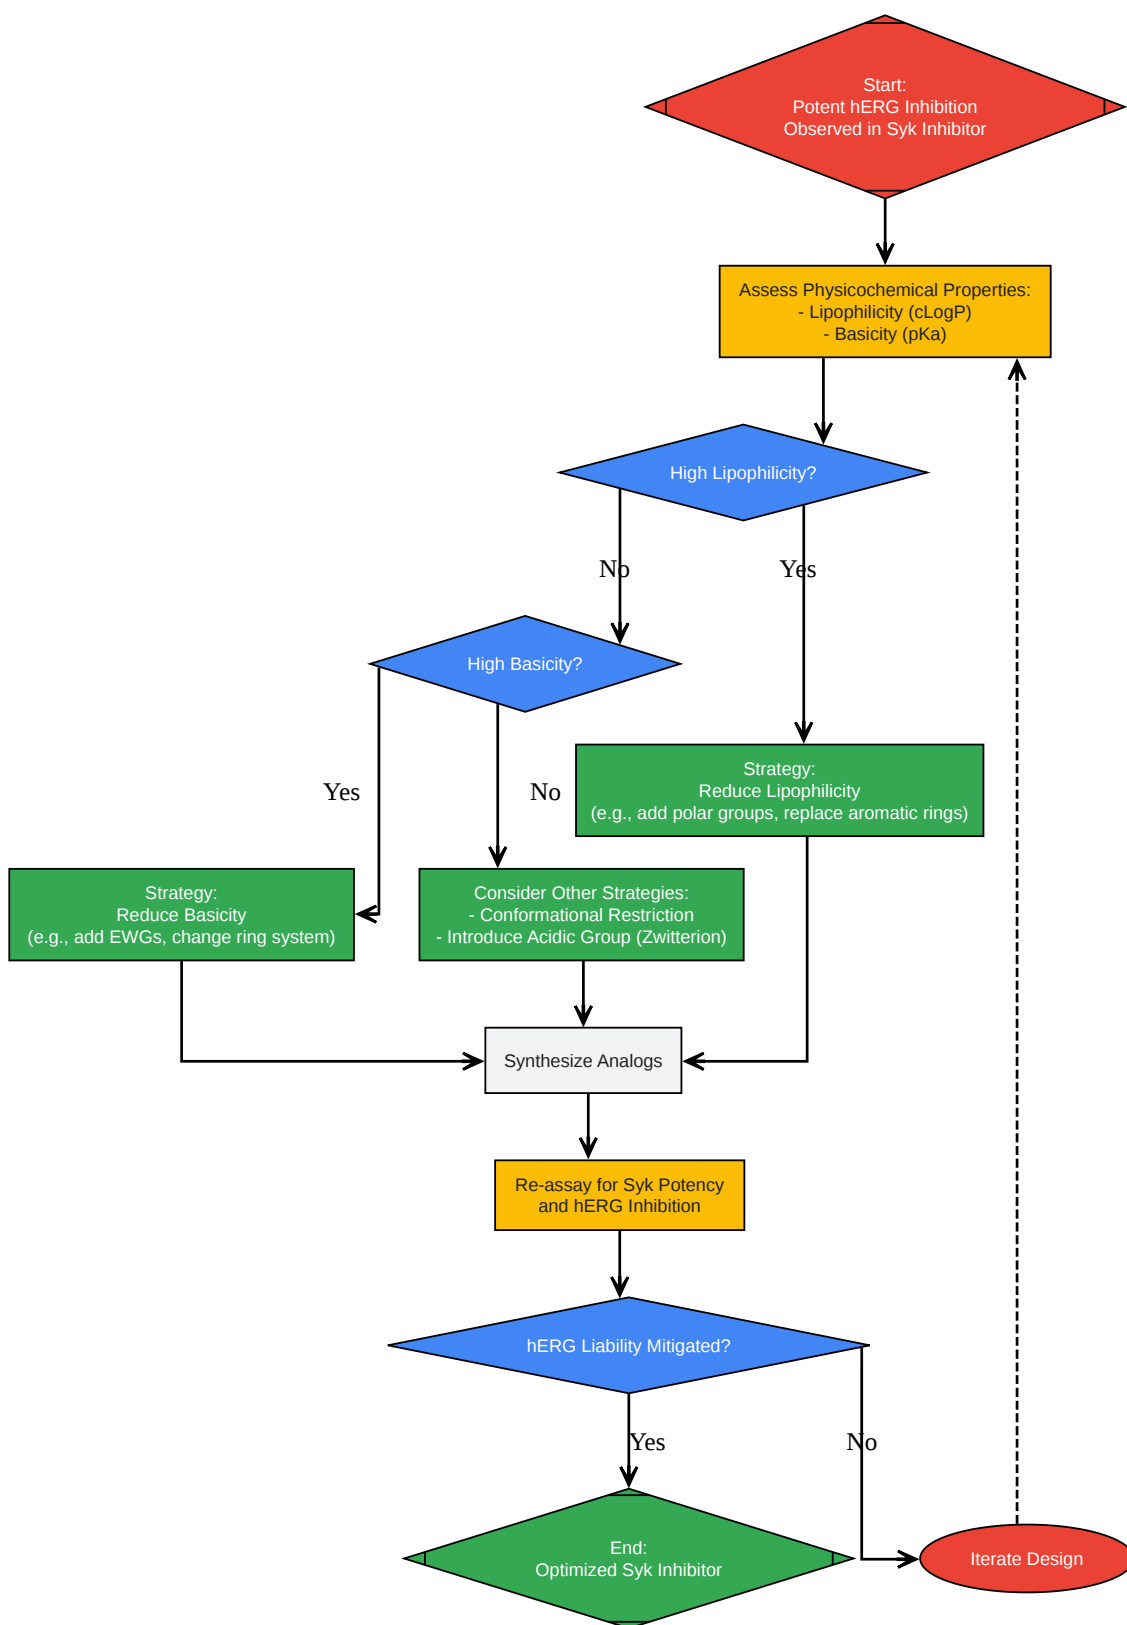 Start:
Potent hERG Inhibition
Observed in Syk Inhibitor
Assess Physicochemical Properties:
- Lipophilicity (cLogP)
- Basicity (pKa)
High Lipophilicity?
No
Yes
High Basicity?
Strategy:
Reduce Lipophilicity
(e.g., add polar groups, replace aromatic rings)
Yes
No
Strategy:
Reduce Basicity
(e.g., add EWGs, change ring system)
Consider Other Strategies:
- Conformational Restriction
- Introduce Acidic Group (Zwitterion)
Synthesize Analogs
Re-assay for Syk Potency
and hERG Inhibition
hERG Liability Mitigated?
Yes
No
End:
Optimized Syk Inhibitor
Iterate Design